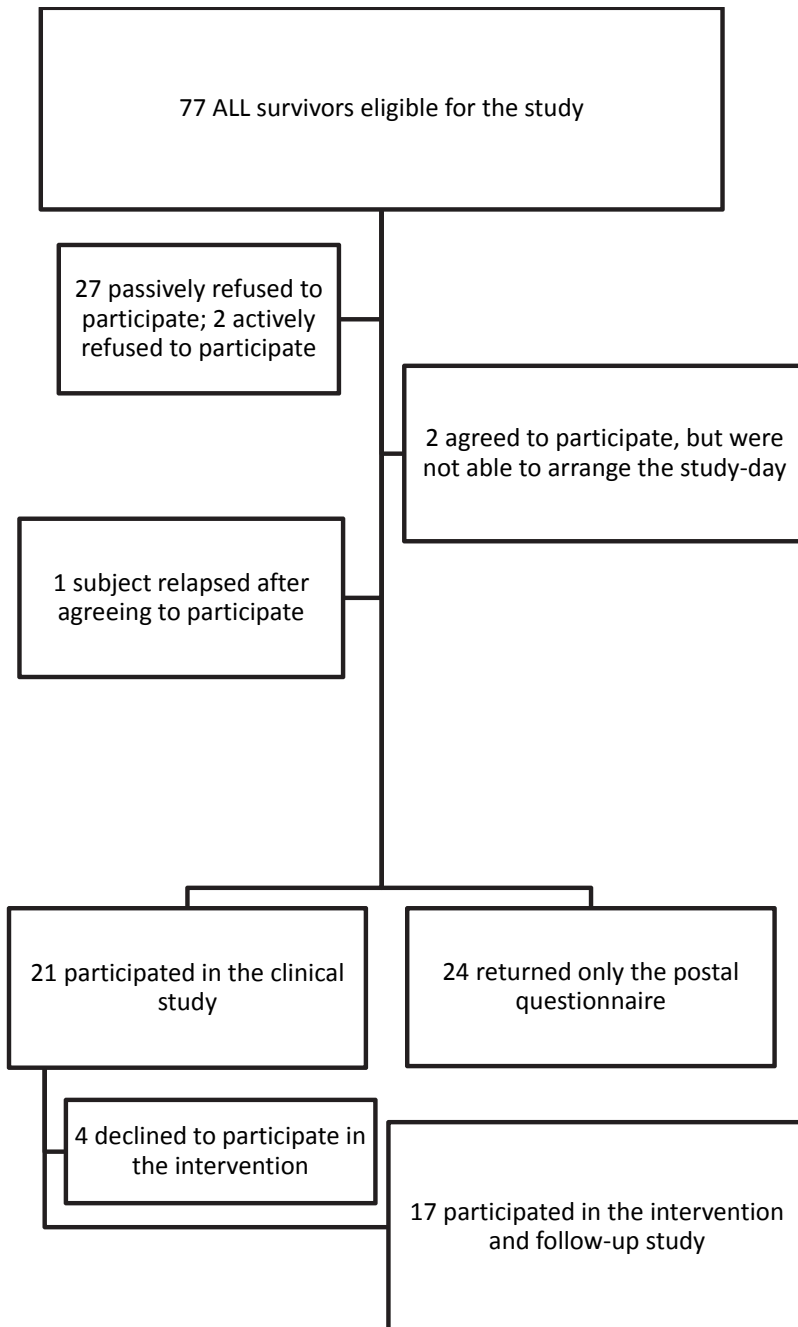 77 ALL survivors eligible for the study
27 passively refused to
participate; 2 actively
refused to participate
2 agreed to participate, but were
not able to arrange the study-day
1 subject relapsed after
agreeing to participate
21 participated in the clinical
study
24 returned only the postal
questionnaire
4 declined to participate in
the intervention
17 participated in the intervention
and follow-up study